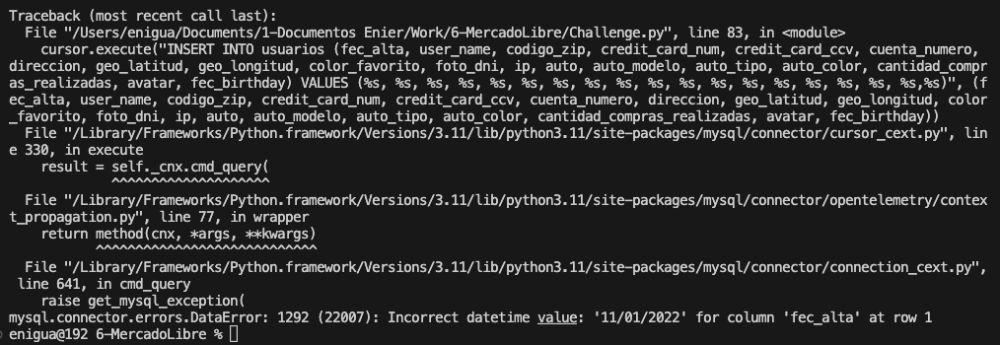 Traceback (most recent call last):
  File "/Users/enigua/Documents/1-Documentos Enier/Work/6-MercadoLibre/Challenge.py", line 83, in <module>
    cursor.execute("INSERT INTO usuarios (fec_alta, user_name, codigo_zip, credit_card_num, credit_card_ccv, cuenta_numero,
direccion, geo_latitud, geo_longitud, color_favorito, foto_dni, ip, auto, auto_modelo, auto_tipo, auto_color, cantidad_compr
as_realizadas, avatar, fec_birthday) VALUES (%s, %s, %s, %s, %s, %s, %s, %s, %s, %s, %s, %s, %s, %s, %s, %s, %s, %s,%s)", (f
ec_alta, user_name, codigo_zip, credit_card_num, credit_card_ccv, cuenta_numero, direccion, geo_latitud, geo_longitud, color
_favorito, foto_dni, ip, auto, auto_modelo, auto_tipo, auto_color, cantidad_compras_realizadas, avatar, fec_birthday))
  File "/Library/Frameworks/Python.framework/Versions/3.11/lib/python3.11/site-packages/mysql/connector/cursor_cext.py", lin
e 330, in execute
    result = self._cnx.cmd_query(
             ^^^^^^^^^^^^^^^^^^^^
  File "/Library/Frameworks/Python.framework/Versions/3.11/lib/python3.11/site-packages/mysql/connector/opentelemetry/contex
t_propagation.py", line 77, in wrapper
    return method(cnx, *args, **kwargs)
           ^^^^^^^^^^^^^^^^^^^^^^^^^^^^
  File "/Library/Frameworks/Python.framework/Versions/3.11/lib/python3.11/site-packages/mysql/connector/connection_cext.py",
 line 641, in cmd_query
    raise get_mysql_exception(
mysql.connector.errors.DataError: 1292 (22007): Incorrect datetime value: '11/01/2022' for column 'fec_alta' at row 1
enigua@192 6-MercadoLibre %